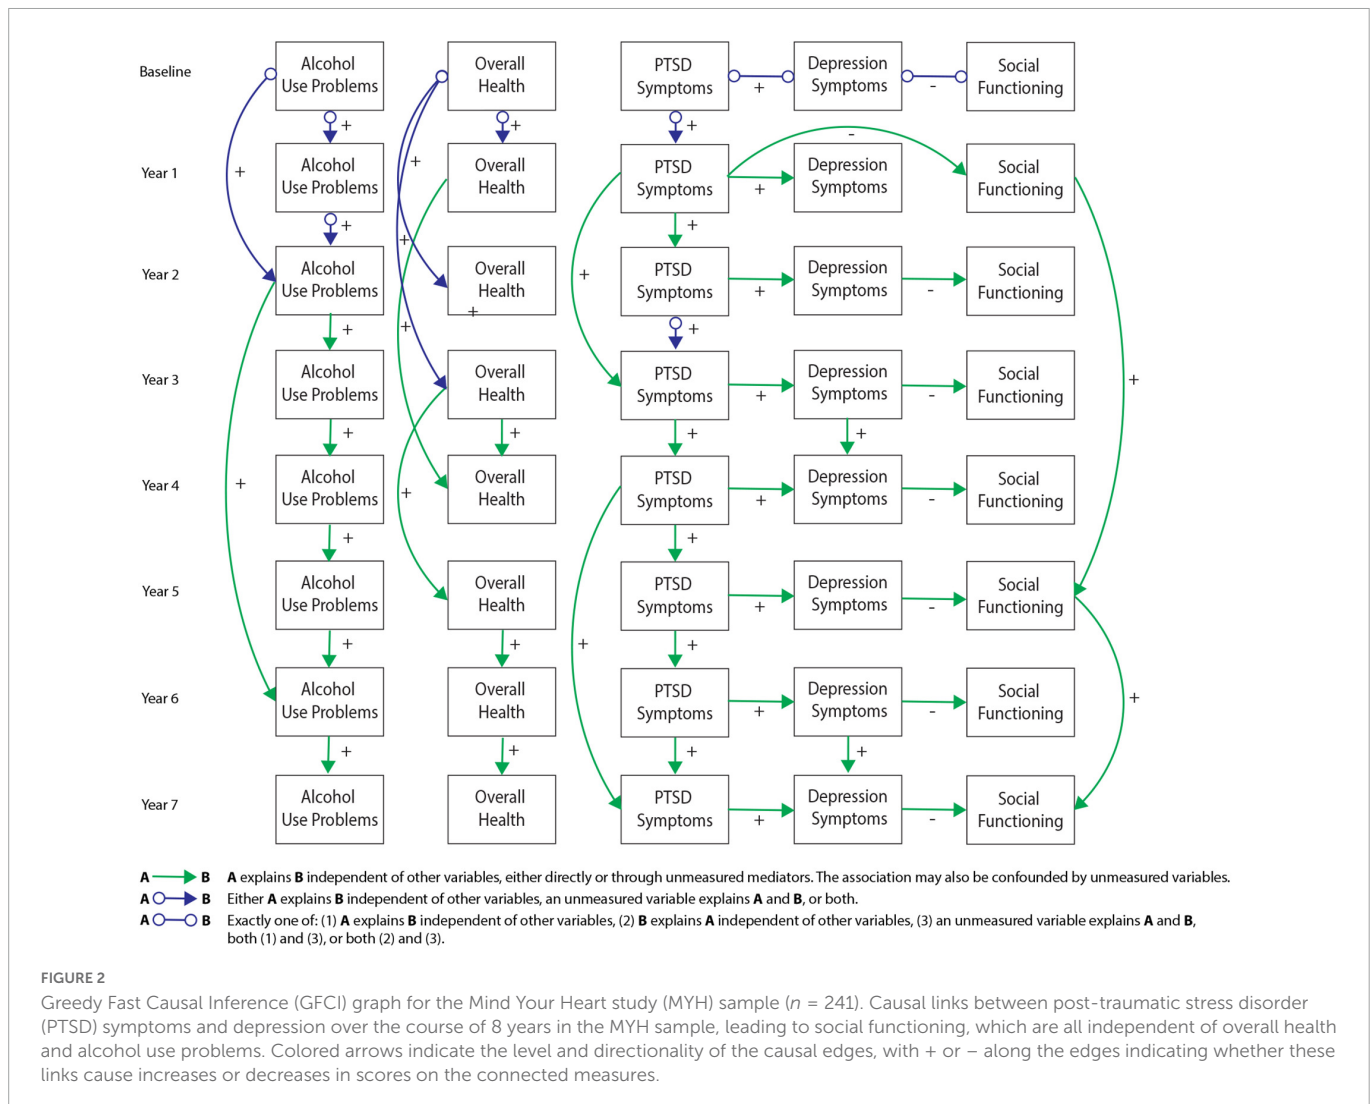 Baseline
Alcohol
Use Problems
Overall
Health
PTSD
Symptoms
Depression
Symptoms
Social
Functioning
+
-
+
+
+
-
Year 1
Alcohol
Use Problems
Overall
Health
PTSD
Symptoms
Depression
Symptoms
Social
Functioning
+
+
+
+
+
+
Year 2
Alcohol
Use Problems
Overall
Health
PTSD
Symptoms
Depression
Symptoms
Social
Functioning
+
+
+
-
+
+
+
+
Year 3
Alcohol
Use Problems
Overall
Health
PTSD
Symptoms
Depression
Symptoms
Social
Functioning
+
+
-
+
+
+
+
Year 4
Alcohol
Use Problems
Overall
Health
PTSD
Symptoms
Depression
Symptoms
Social
Functioning
+
+
+
-
+
+
Year 5
Alcohol
Use Problems
Overall
Health
PTSD
Symptoms
Depression
Symptoms
Social
Functioning
+
-
+
+
+
+
Year 6
Alcohol
Use Problems
Overall
Health
PTSD
Symptoms
Depression
Symptoms
Social
Functioning
+
+
-
+
+
+
+
Year 7
Alcohol
Use Problems
Overall
Health
PTSD
Symptoms
Depression
Symptoms
Social
Functioning
+
-
A B A explains B independent of other variables, either directly or through unmeasured mediators. The association may also be confounded by unmeasured variables.
A B Either A explains B independent of other variables, an unmeasured variable explains A and B, or both.
A B Exactly one of: (1) A explains B independent of other variables, (2) B explains A independent of other variables, (3) an unmeasured variable explains A and B,
both (1) and (3), or both (2) and (3).
FIGURE 2
Greedy Fast Causal Inference (GFCI) graph for the Mind Your Heart study (MYH) sample (n = 241). Causal links between post-traumatic stress disorder
(PTSD) symptoms and depression over the course of 8 years in the MYH sample, leading to social functioning, which are all independent of overall health
and alcohol use problems. Colored arrows indicate the level and directionality of the causal edges, with + or – along the edges indicating whether these
links cause increases or decreases in scores on the connected measures.